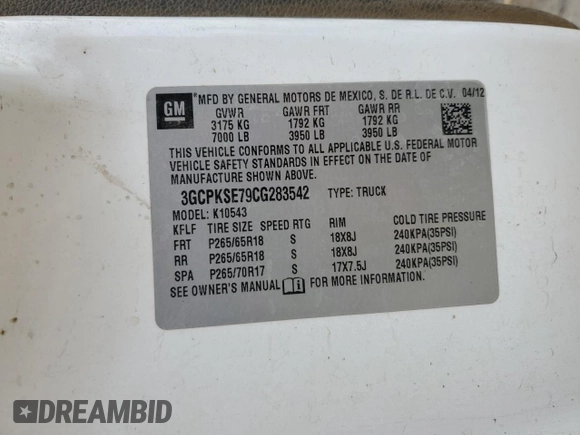 GM
*MFD BY GENERAL MOTORS DE MEXICO, S. DE R.L. DE C.V. 04/12
GVWR GAWR FRT GAWR RR
3175 KG 1792 KG 1792 KG
7000 LB 3950 LB 3950 LB
THIS VEHICLE CONFORMS TO ALL APPLICABLE U.S. FEDERAL MOTOR
VEHICLE SAFETY STANDARDS IN EFFECT ON THE DATE OF
MANUFACTURE SHOWN ABOVE.
3GCPKSE79CG283542 TYPE: TRUCK
MODEL: K10543
KFLF TIRE SIZE SPEED RTG RIM COLD TIRE PRESSURE
FRT P265/65R18 S 18X8J 240KPA(35PSI)
RR P265/65R18 S 18X8J 240KPA(35PSI)
SPA P265/70R17 S 17X7.5J 240KPA(35PSI)
SEE OWNER'S MANUAL FOR MORE INFORMATION.
DREAMBID